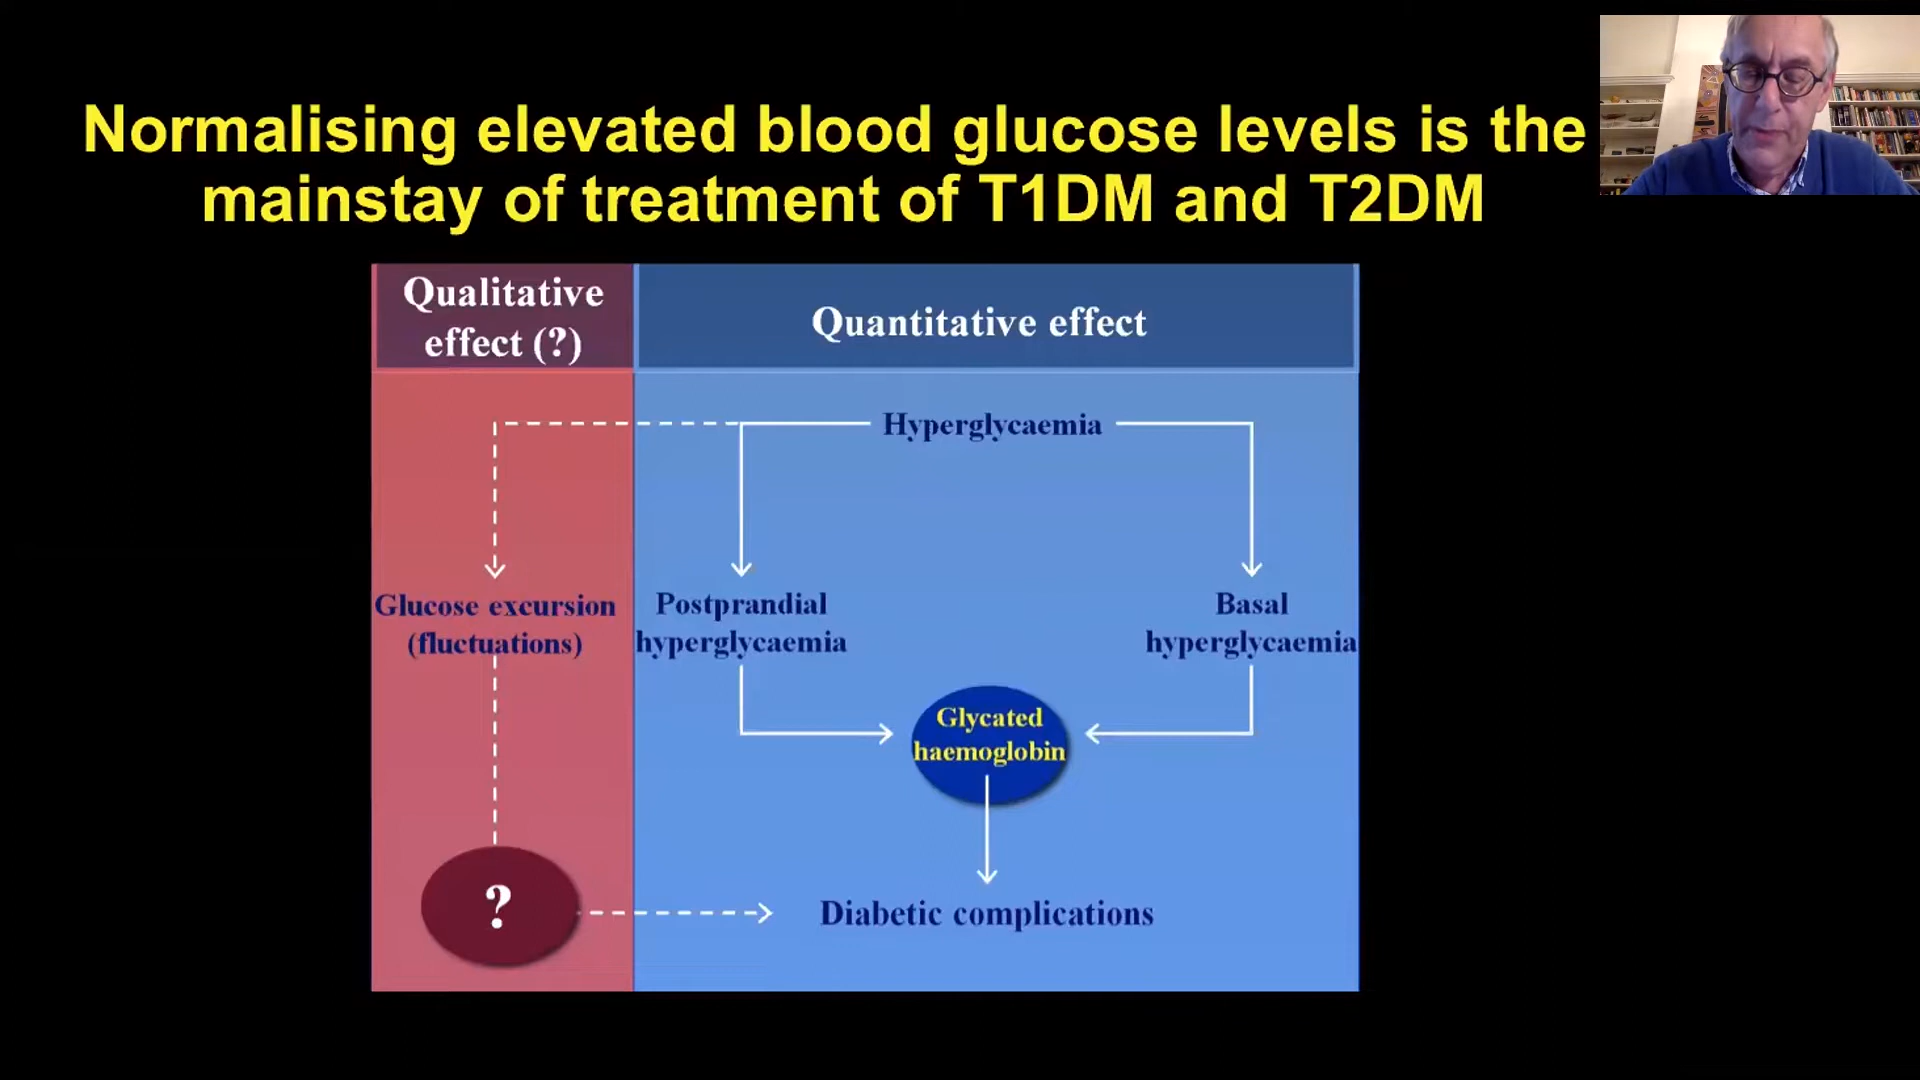 Normalising elevated blood glucose levels is the
mainstay of treatment of T1DM and T2DM
Qualitative
effect (?)
Quantitative effect
Hyperglycaemia
Glucose excursion
(fluctuations)
Postprandial
hyperglycaemia
Basal
hyperglycaemia
Glycated
haemoglobin
?
Diabetic complications